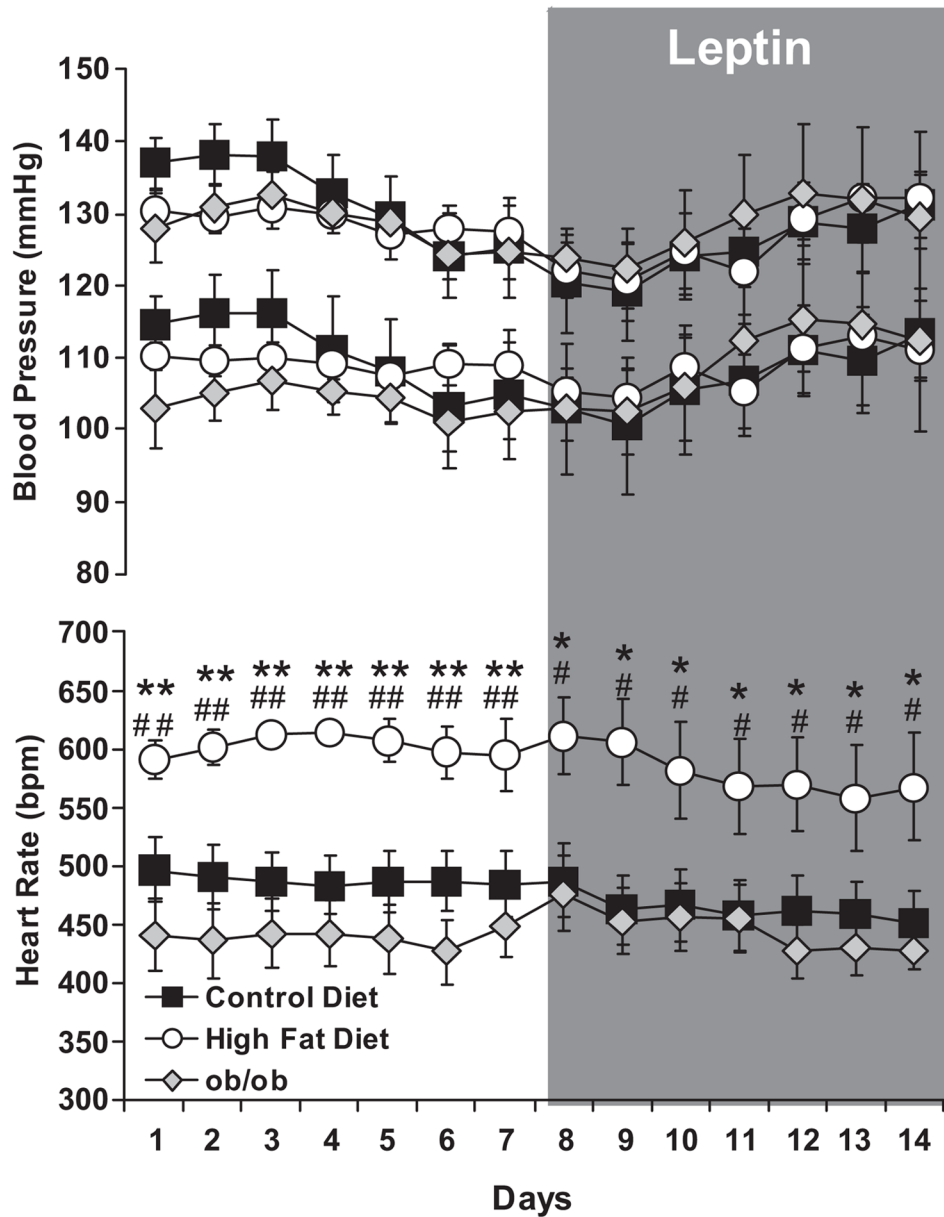 Leptin
150
140
130
120
110
100
90
80
Blood Pressure (mmHg)
700
650
600
550
500
450
400
350
300
Heart Rate (bpm)
** ** ** ** ** ** ** * * * * * * *
## ## ## ## ## ## ## # # # # # # #
Control Diet
High Fat Diet
ob/ob
1 2 3 4 5 6 7 8 9 10 11 12 13 14
Days